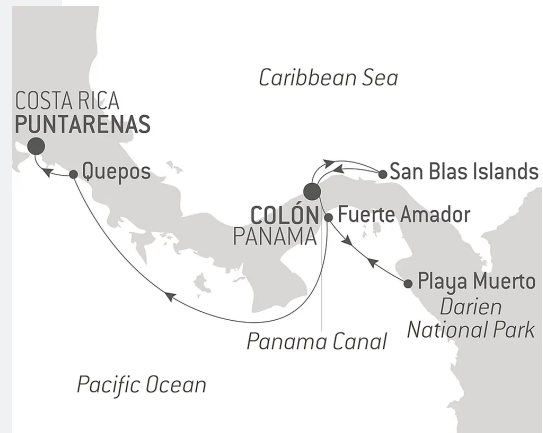 Caribbean Sea
COSTA RICA
PUNTARENAS
Quepos
San Blas Islands
COLÓN
Fuerte Amador
PANAMA
Playa Muerto
Darien
National Park
Panama Canal
Pacific Ocean